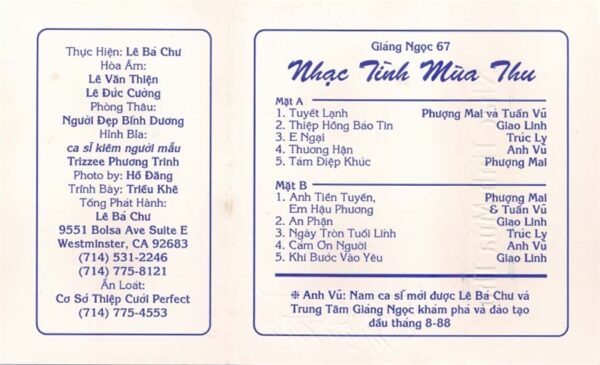 Thực Hiện: Lê Bá Chư
Hòa Âm:
Lê Văn Thiện
Lê Đức Cường
Phòng Thâu:
Người Đẹp Bình Dương
Hình Bìa:
ca sĩ kiêm người mẫu
Trizzee Phương Trinh
Photo by: Hồ Đăng
Trình Bày: Triều Khê
Tổng Phát Hành:
Lê Bá Chư
9551 Bolsa Ave Suite E
Westminster, CA 92683
(714) 531-2246
(714) 775-8121
Ấn Loát:
Cơ Sở Thiệp Cưới Perfect
(714) 775-4553
Giáng Ngọc 67
Nhạc Tình Mùa Thu
Mặt A
1. Tuyết Lạnh Phượng Mai và Tuấn Vũ
2. Thiệp Hồng Báo Tin Giao Linh
3. E Ngại Trúc Ly
4. Thương Hận Anh Vũ
5. Tám Điệp Khúc Phượng Mai
Mặt B
1. Anh Tiền Tuyến, Phượng Mai
Em Hậu Phương & Tuấn Vũ
2. An Phận Giao Linh
3. Ngày Tròn Tuổi Lính Trúc Ly
4. Cám Ơn Người Anh Vũ
5. Khi Bước Vào Yêu Giao Linh
❉ Anh Vũ: Nam ca sĩ mới được Lê Bá Chư và
Trung Tâm Giáng Ngọc khám phá và đào tạo
đầu tháng 8-88